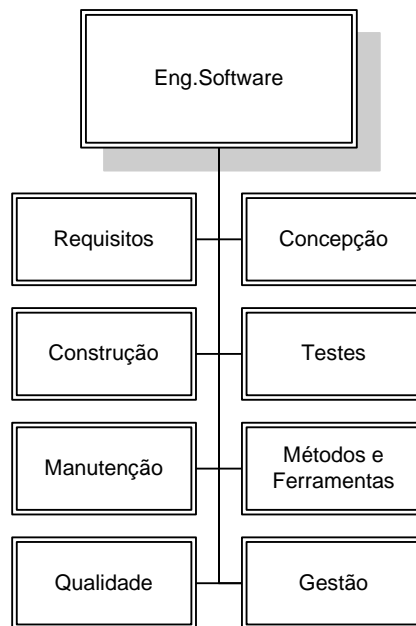 Eng.Software
Requisitos
Concepção
Construção
Testes
Manutenção
Métodos e
Ferramentas
Qualidade
Gestão